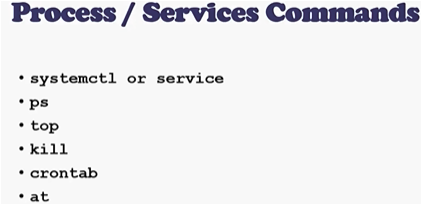 Process / Services Commands
• systemctl or service
• ps
• top
• kill
• crontab
• at